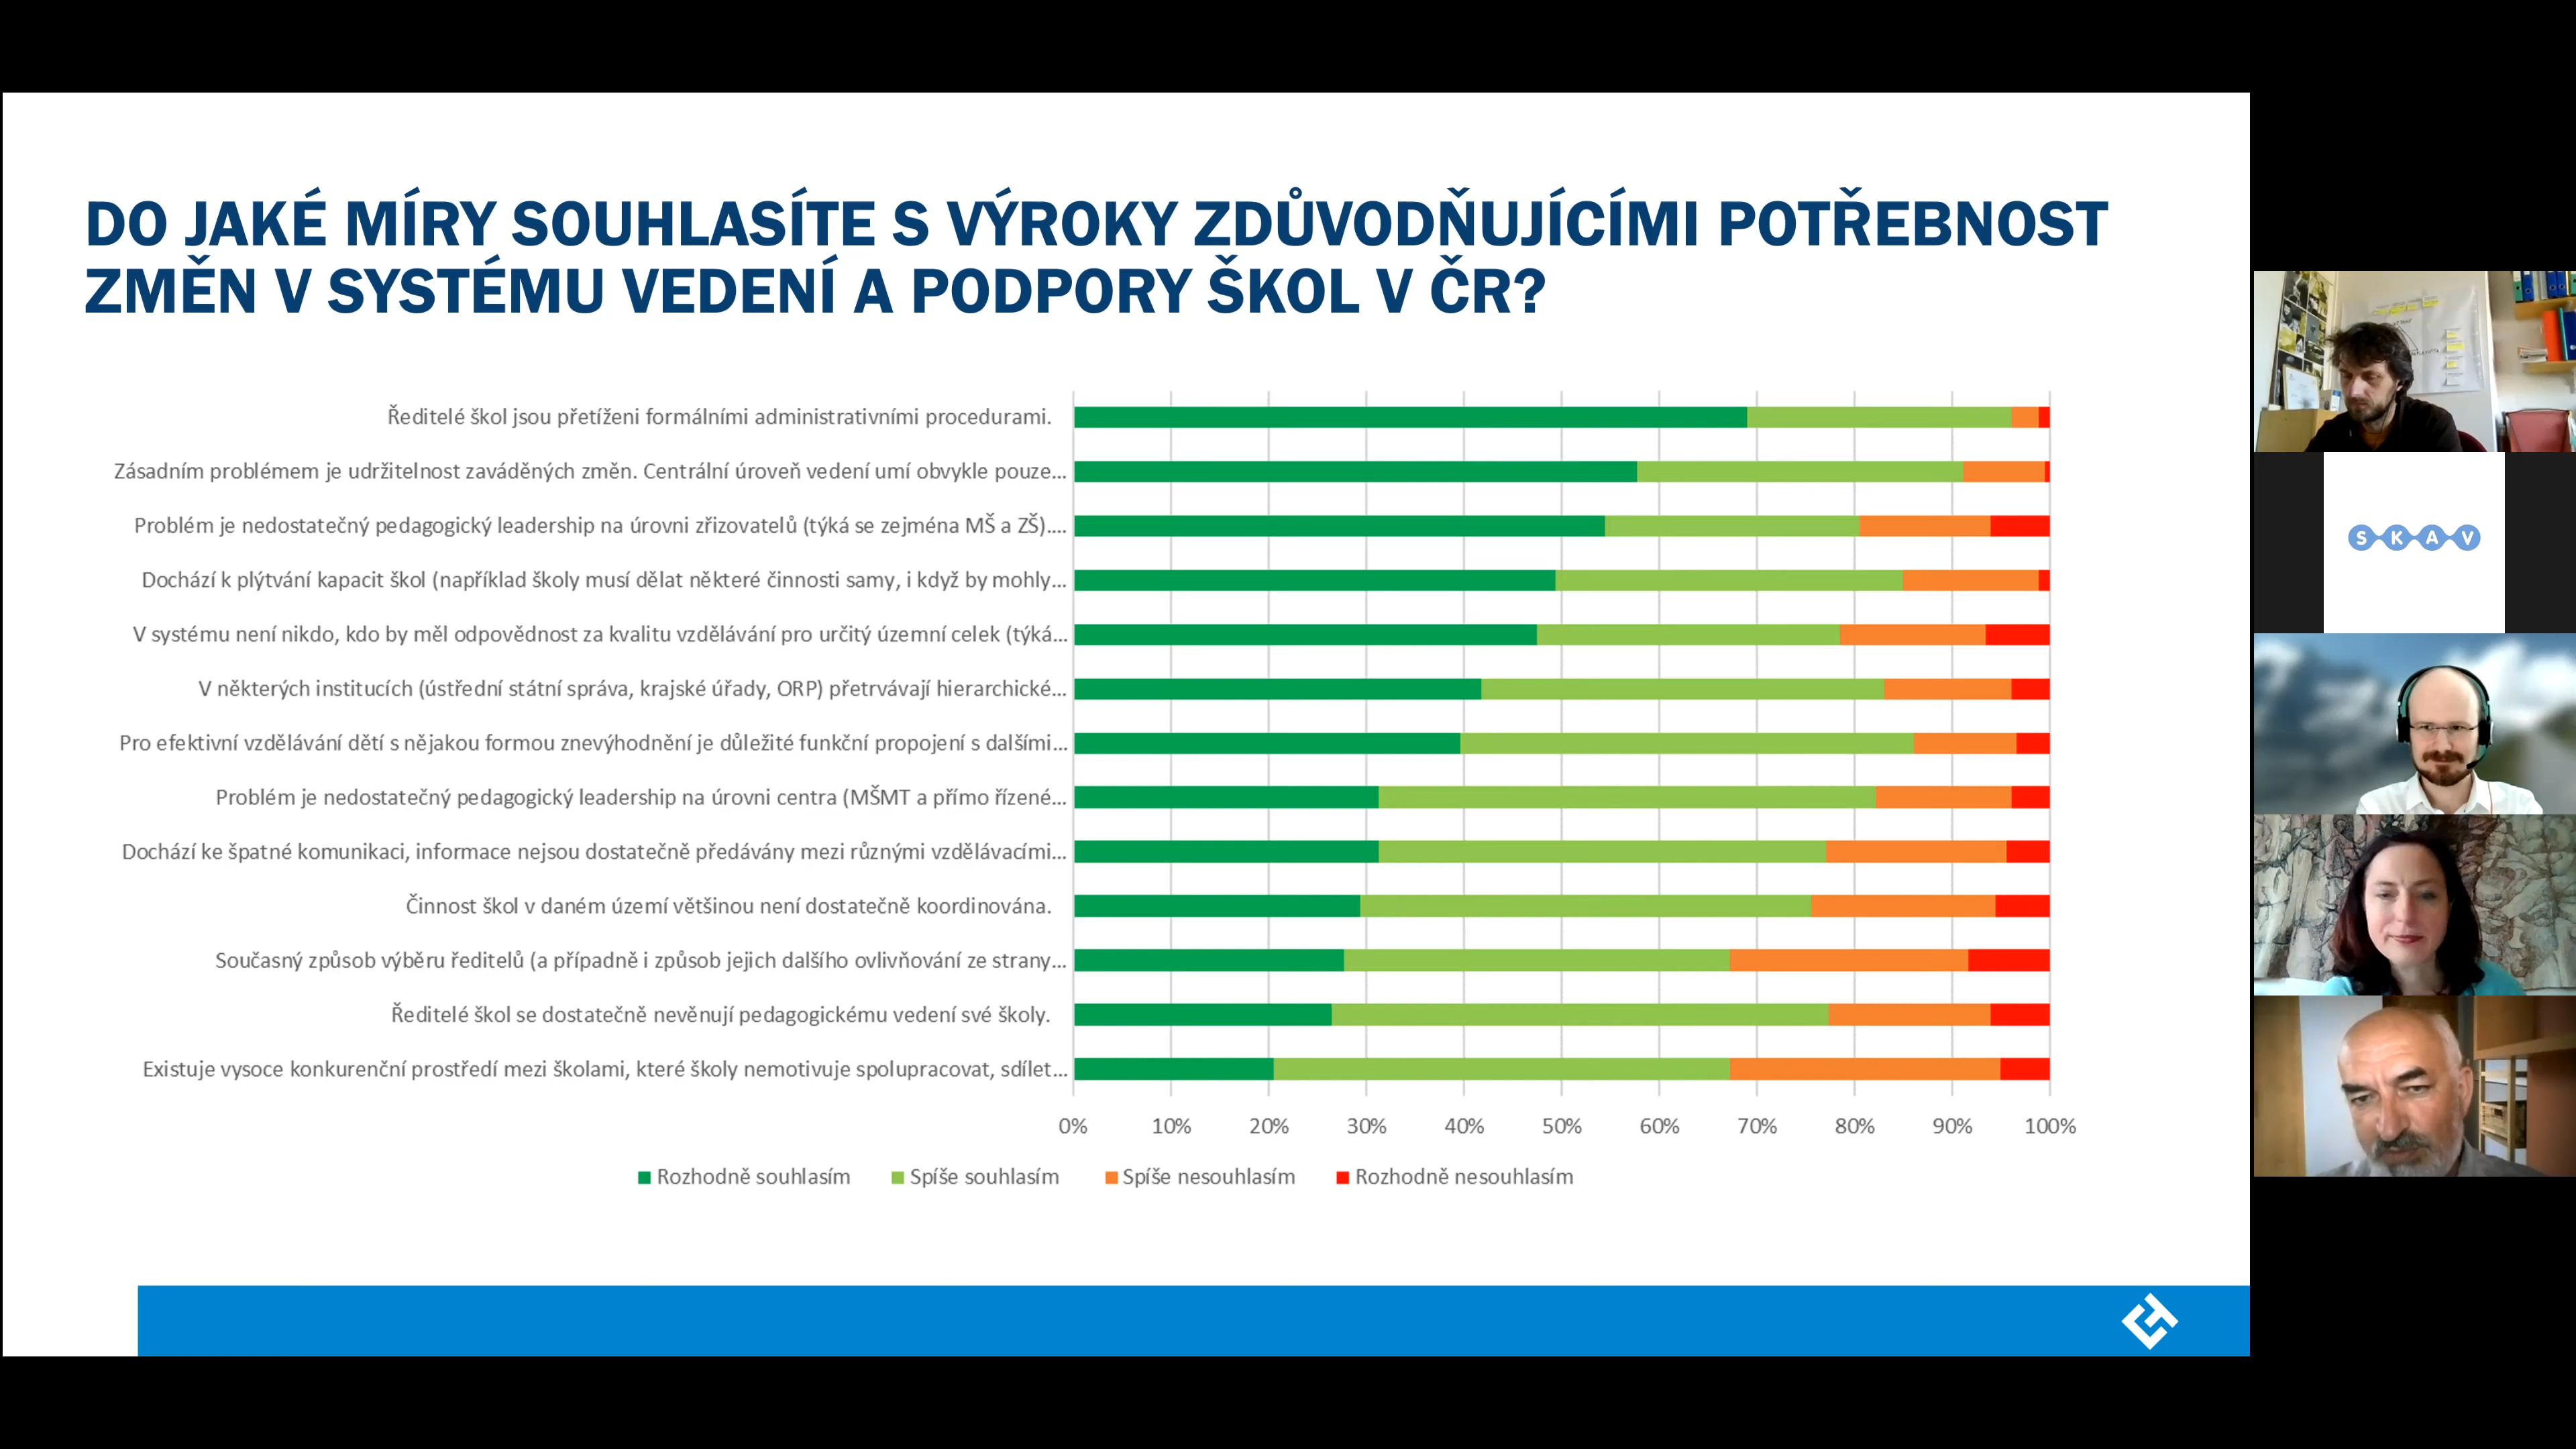 DO JAKÉ MÍRY SOUHLASÍTE S VÝROKY ZDŮVODŇUJÍCÍMI POTŘEBNOST
ZMĚN V SYSTÉMU VEDENÍ A PODPORY ŠKOL V ČR?
Ředitelé škol jsou přetíženi formálními administrativními procedurami.
Zásadním problémem je udržitelnost zaváděných změn. Centrální úroveň vedení umí obvykle pouze...
Problém je nedostatečný pedagogický leadership na úrovni zřizovatelů (týká se zejména MŠ a ZŠ)....
Dochází k plýtvání kapacit škol (například školy musí dělat některé činnosti samy, i když by mohly...
V systému není nikdo, kdo by měl odpovědnost za kvalitu vzdělávání pro určitý územní celek (týká...
V některých institucích (ústřední státní správa, krajské úřady, ORP) přetrvávají hierarchické...
Pro efektivní vzdělávání dětí s nějakou formou znevýhodnění je důležité funkční propojení s dalšími...
Problém je nedostatečný pedagogický leadership na úrovni centra (MŠMT a přímo řízené...
Dochází ke špatné komunikaci, informace nejsou dostatečně předávány mezi různými vzdělávacími...
Činnost škol v daném území většinou není dostatečně koordinována.
Současný způsob výběru ředitelů (a případně i způsob jejich dalšího ovlivňování ze strany...
Ředitelé škol se dostatečně nevěnují pedagogickému vedení své školy.
Existuje vysoce konkurenční prostředí mezi školami, které školy nemotivuje spolupracovat, sdílet...
0% 10% 20% 30% 40% 50% 60% 70% 80% 90% 100%
Rozhodně souhlasím Spíše souhlasím Spíše nesouhlasím Rozhodně nesouhlasím
SKAV